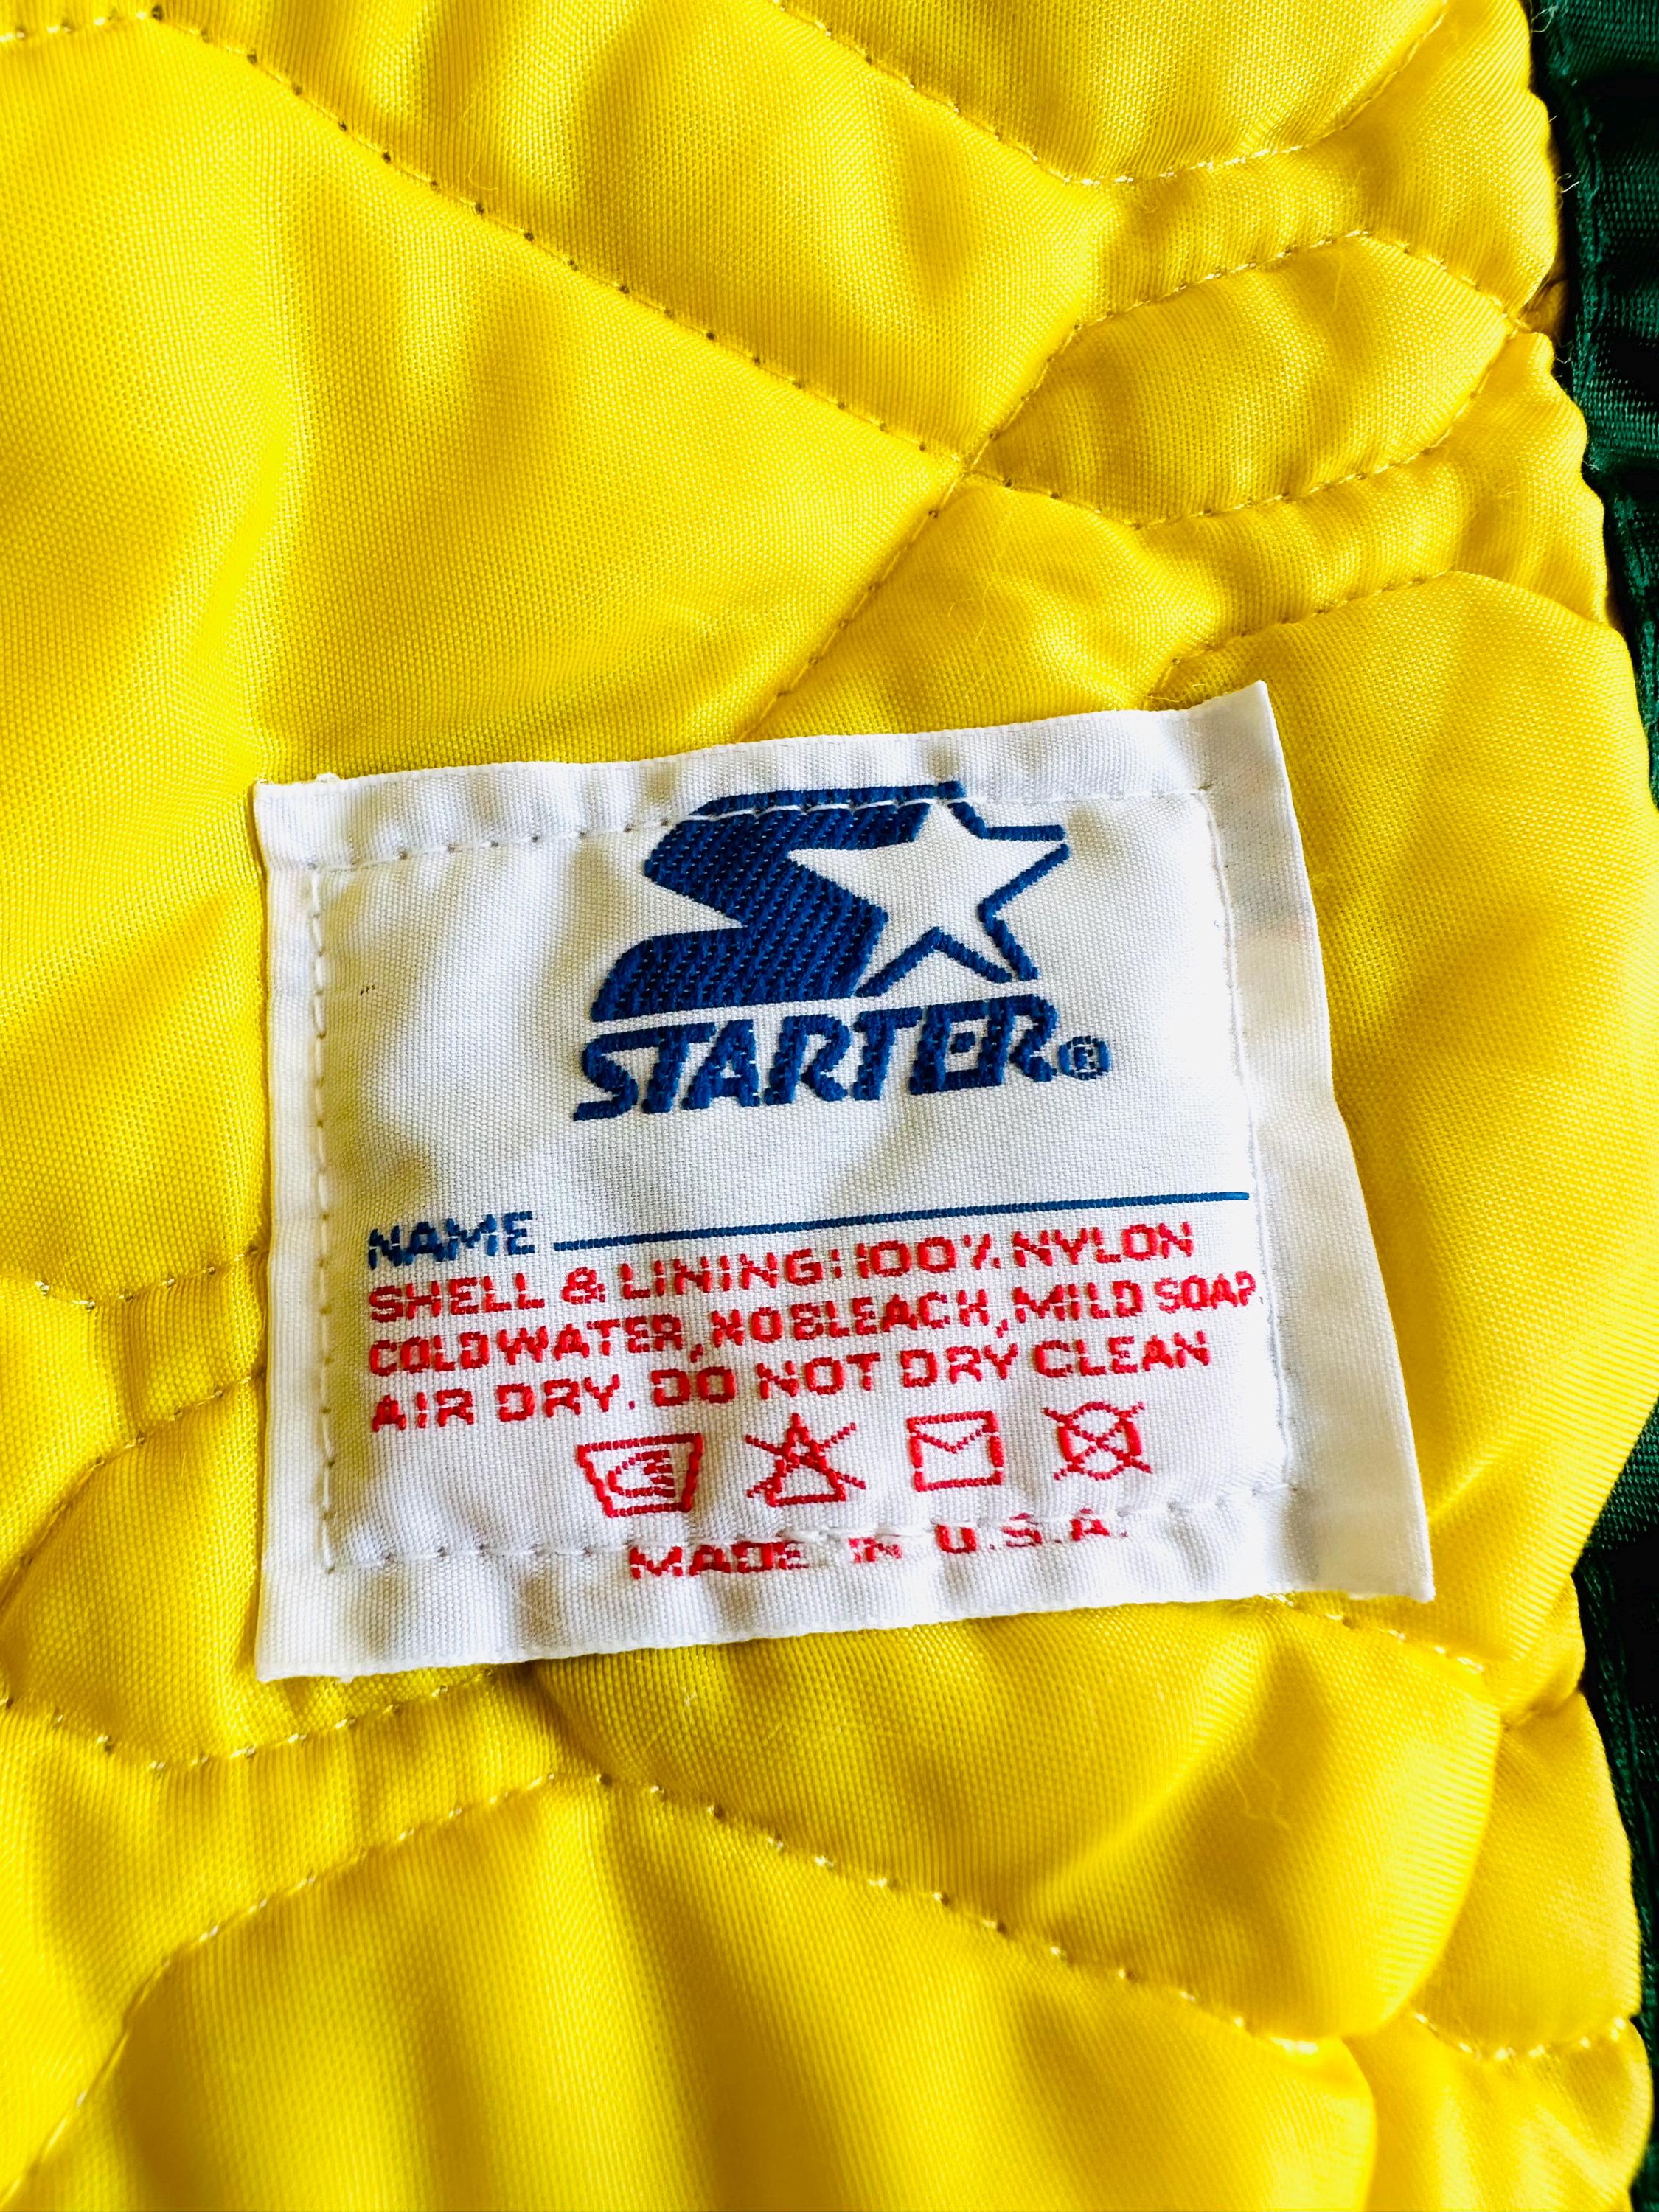 STARTER®
NAME
SHELL & LINING: 100% NYLON
COLD WATER, NO BLEACH, MILD SOAP,
AIR DRY. DO NOT DRY CLEAN
MADE IN U.S.A.